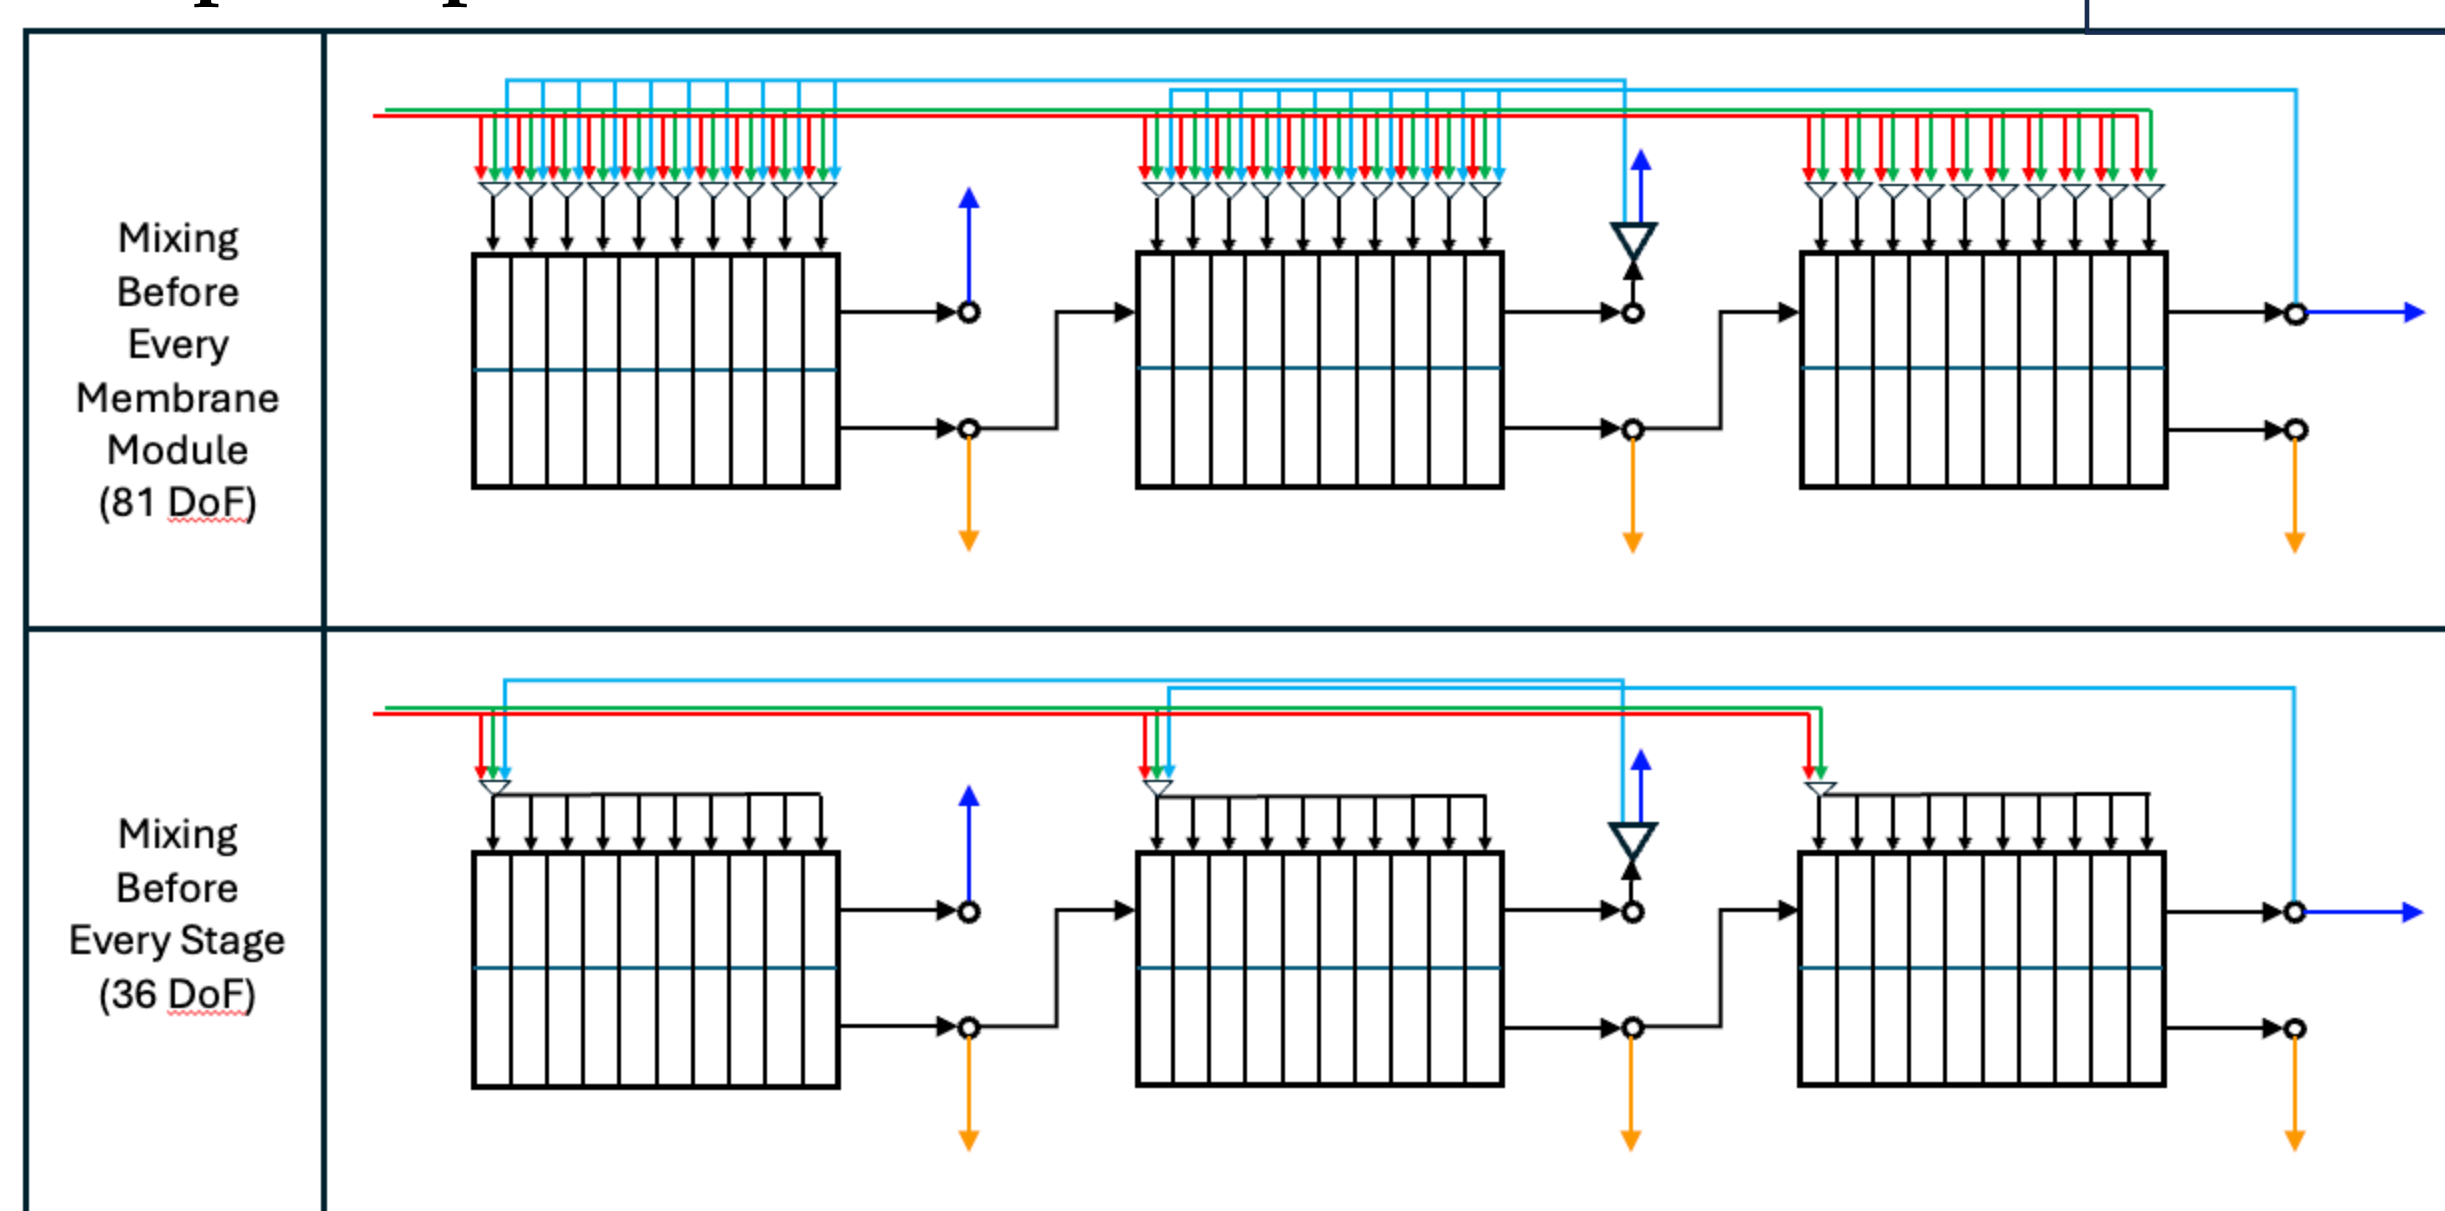 Mixing
Before
Every
Membrane
Module
(81 DoF)
Mixing
Before
Every Stage
(36 DoF)